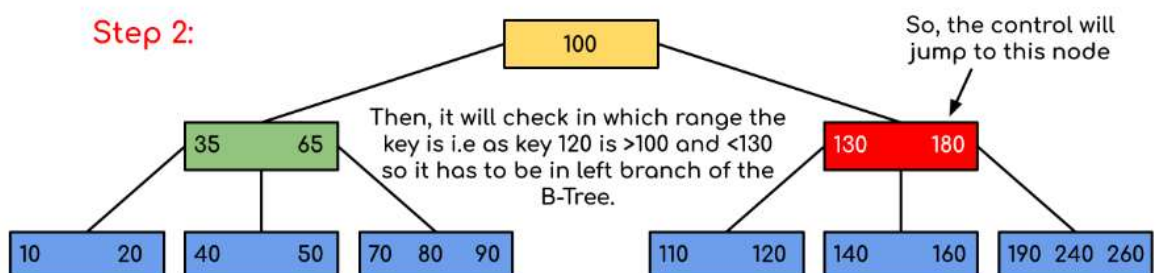 Step 2:
100
So, the control will
jump to this node
Then, it will check in which range the
key is i.e as key 120 is >100 and <130
so it has to be in left branch of the
B-Tree.
35 65
130 180
10 20
40 50
70 80 90
110 120
140 160
190 240 260